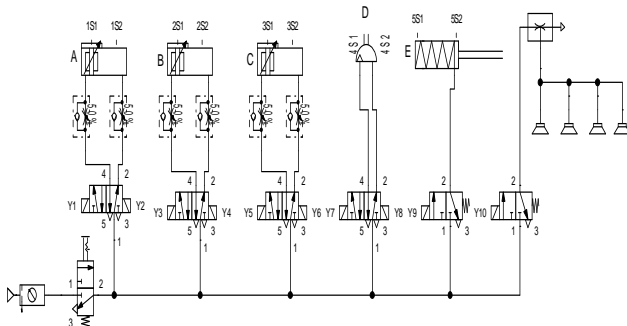 D
1S1 1S2 2S1 2S2 3S1 3S2 5S1 5S2
4S1 4S2
A B C E
4 2 4 2 4 2 4 2 2 2
Y1 Y2 Y3 Y4 Y5 Y6 Y7 Y8 Y9 Y10
5 3 5 3 5 3 5 3 1 3 1 3
1 1 1 1
1 2
3